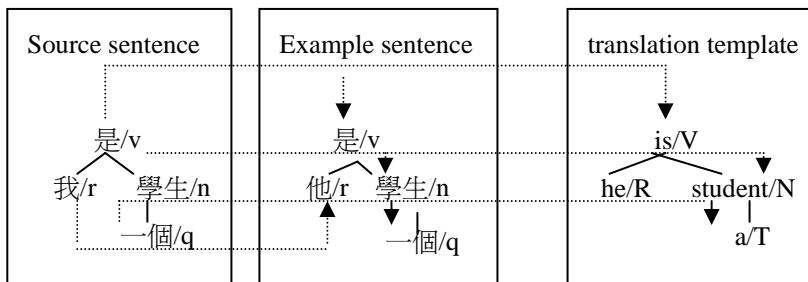 Source sentence
Example sentence
translation template
是/v
是/v
is/V
我/r
學生/n
他/r
學生/n
he/R
student/N
一個/q
一個/q
a/T